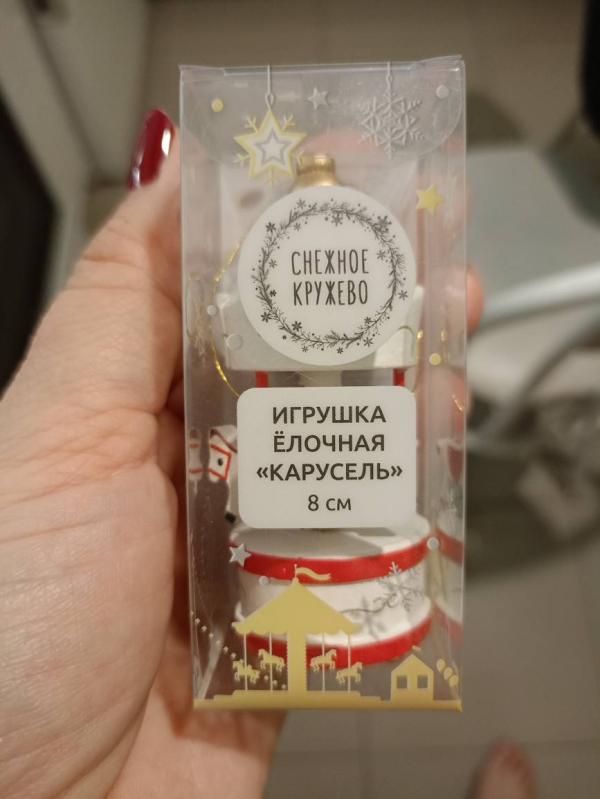 СНЕЖНОЕ
КРУЖЕВО
ИГРУШКА
ЁЛОЧНАЯ
«КАРУСЕЛЬ»
8 см